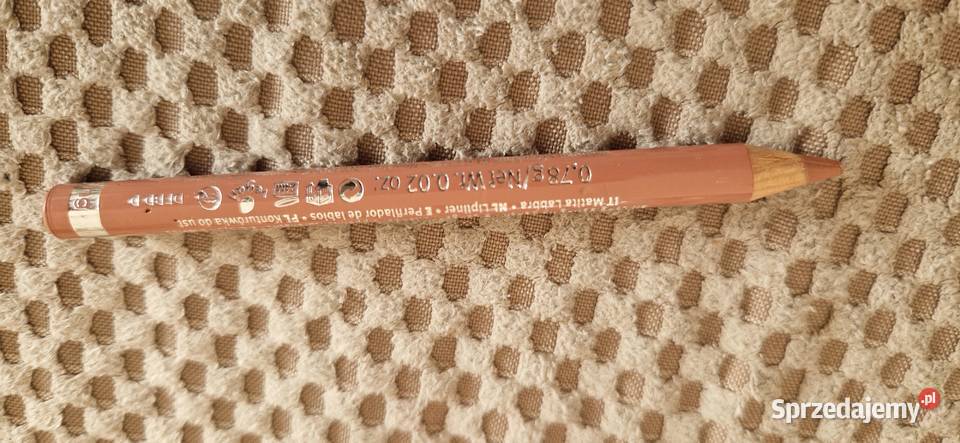 0,78g/Net Wt. 0.02 oz.
IT Matita Labbra • NL Lipliner • E Perfilador de labios • PL Konturówka do ust
Sprzedajemy.pl